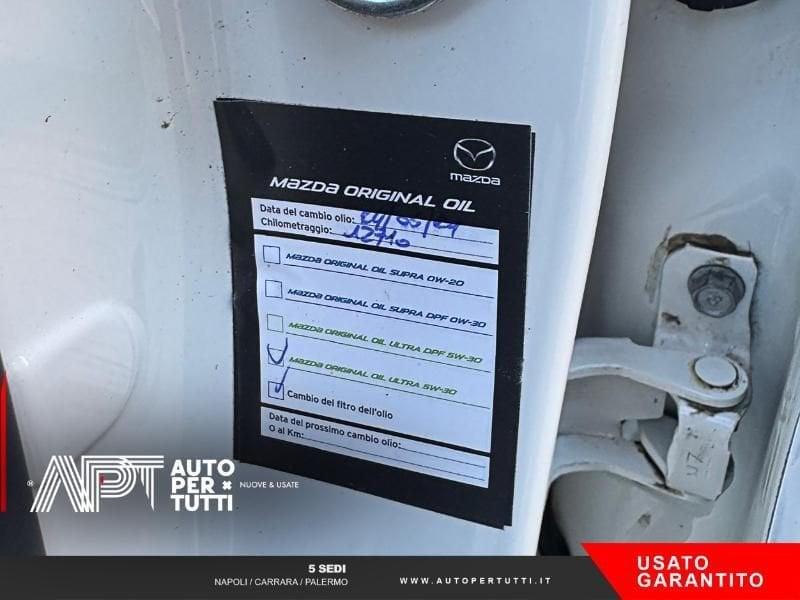 mazda
MAZDA ORIGINAL OIL
Data del cambio olio:
Chilometraggio: 12710
MAZDA ORIGINAL OIL SUPRA 0W-20
MAZDA ORIGINAL OIL SUPRA DPF 0W-30
MAZDA ORIGINAL OIL ULTRA DPF 5W-30
MAZDA ORIGINAL OIL ULTRA 5W-30
Cambio del fitro dell'olio
Data del prossimo cambio olio:
O al Km:
® APT AUTO PER TUTTI NUOVE & USATE
5 SEDI
NAPOLI / CARRARA / PALERMO
WWW.AUTOPERTUTTI.IT
USATO
GARANTITO